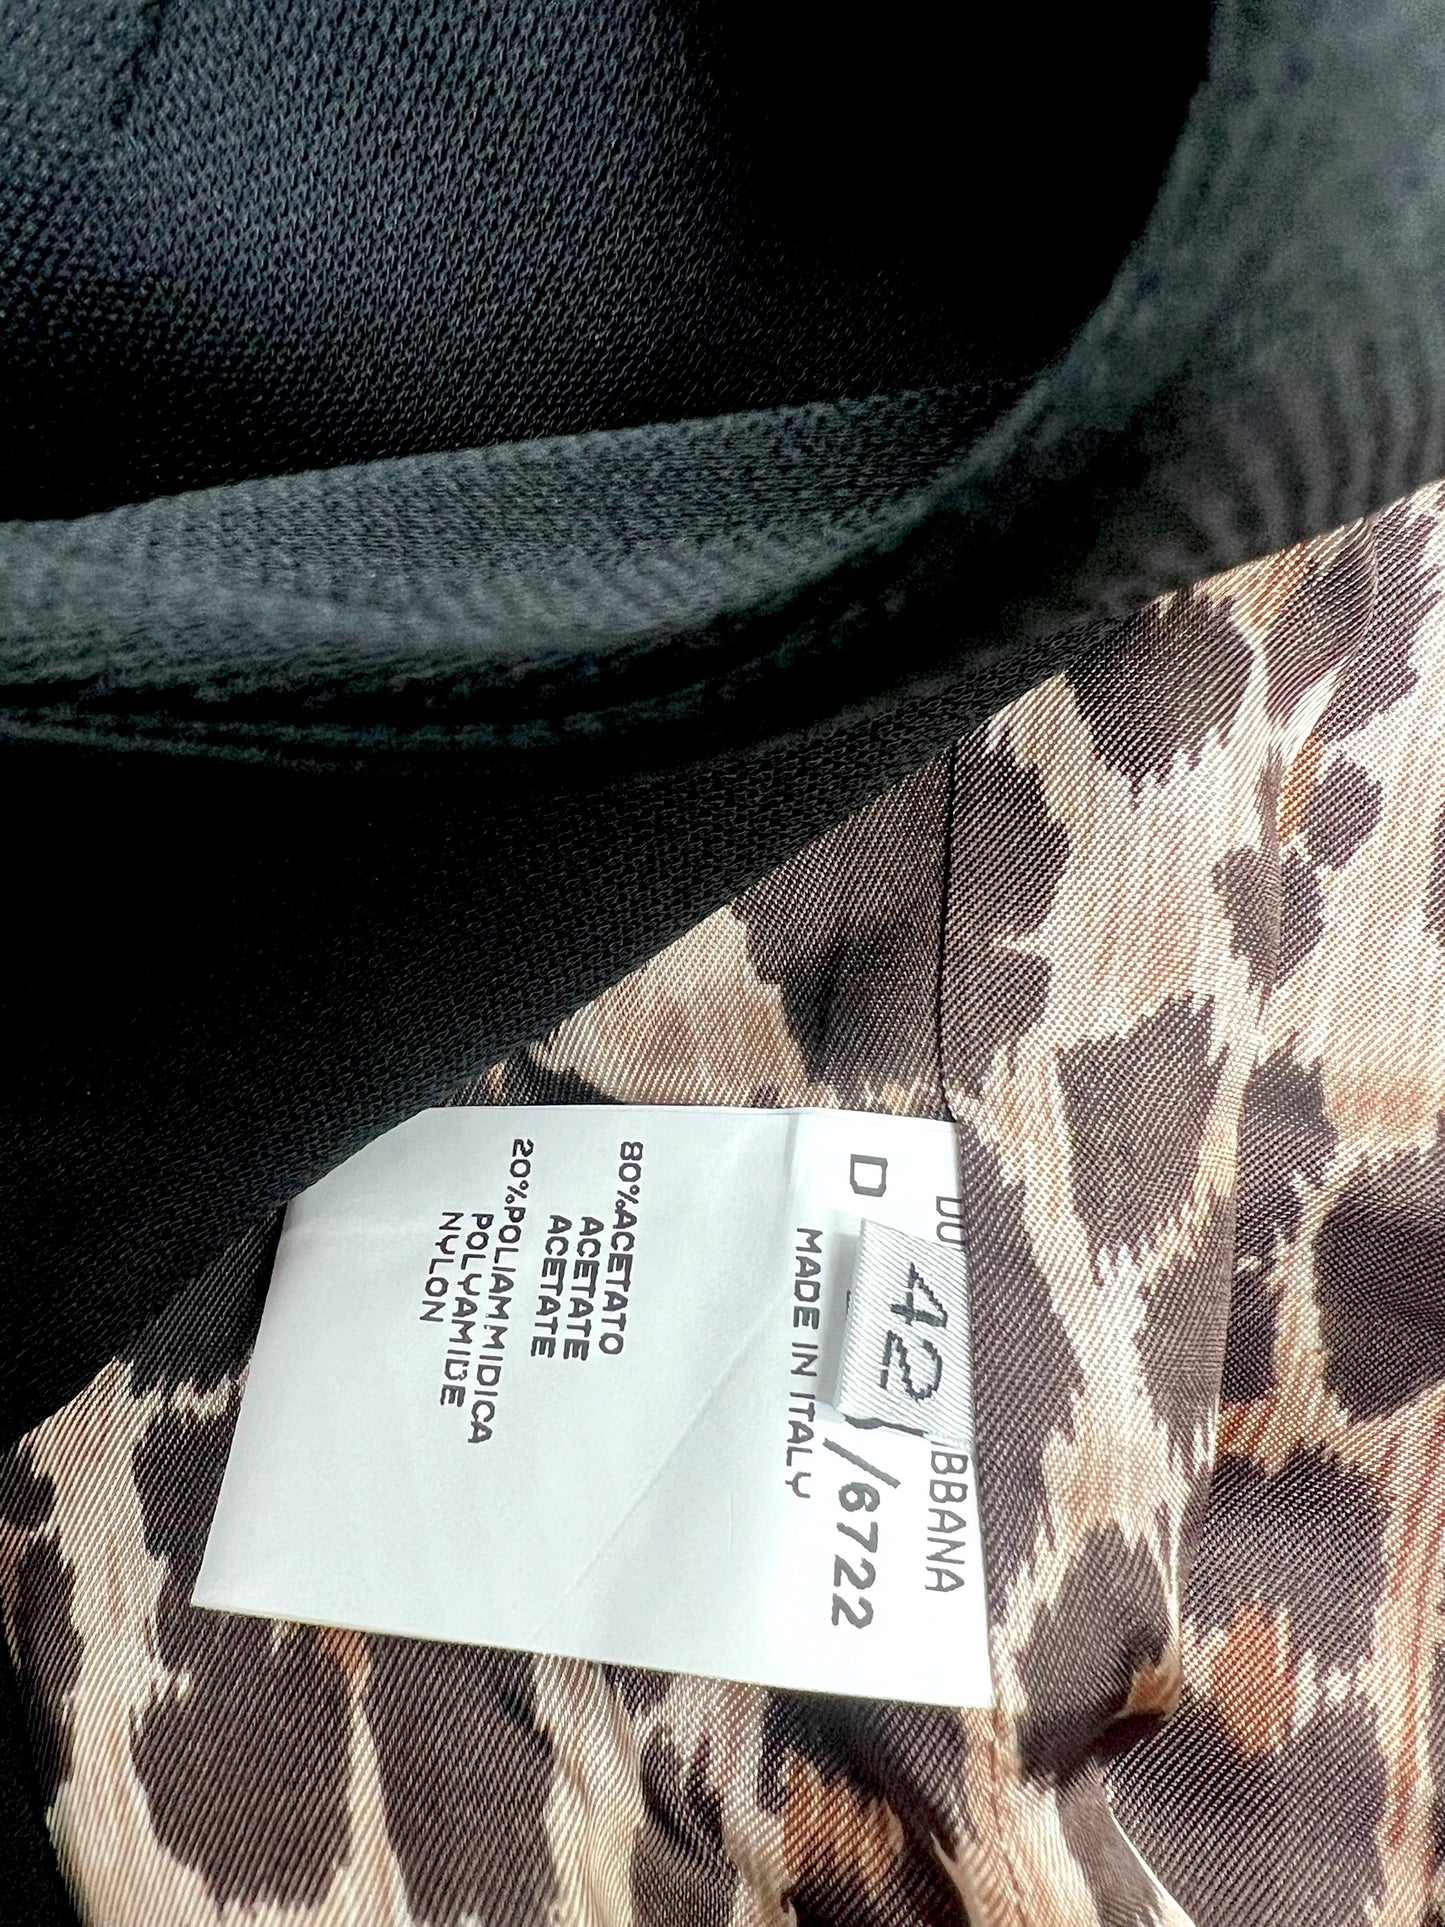 42
BBANA
D
/6722
MADE IN ITALY
80%ACETATO
ACETATE
ACETATE
20%POLIAMMIDICA
POLYAMIDE
NYLON